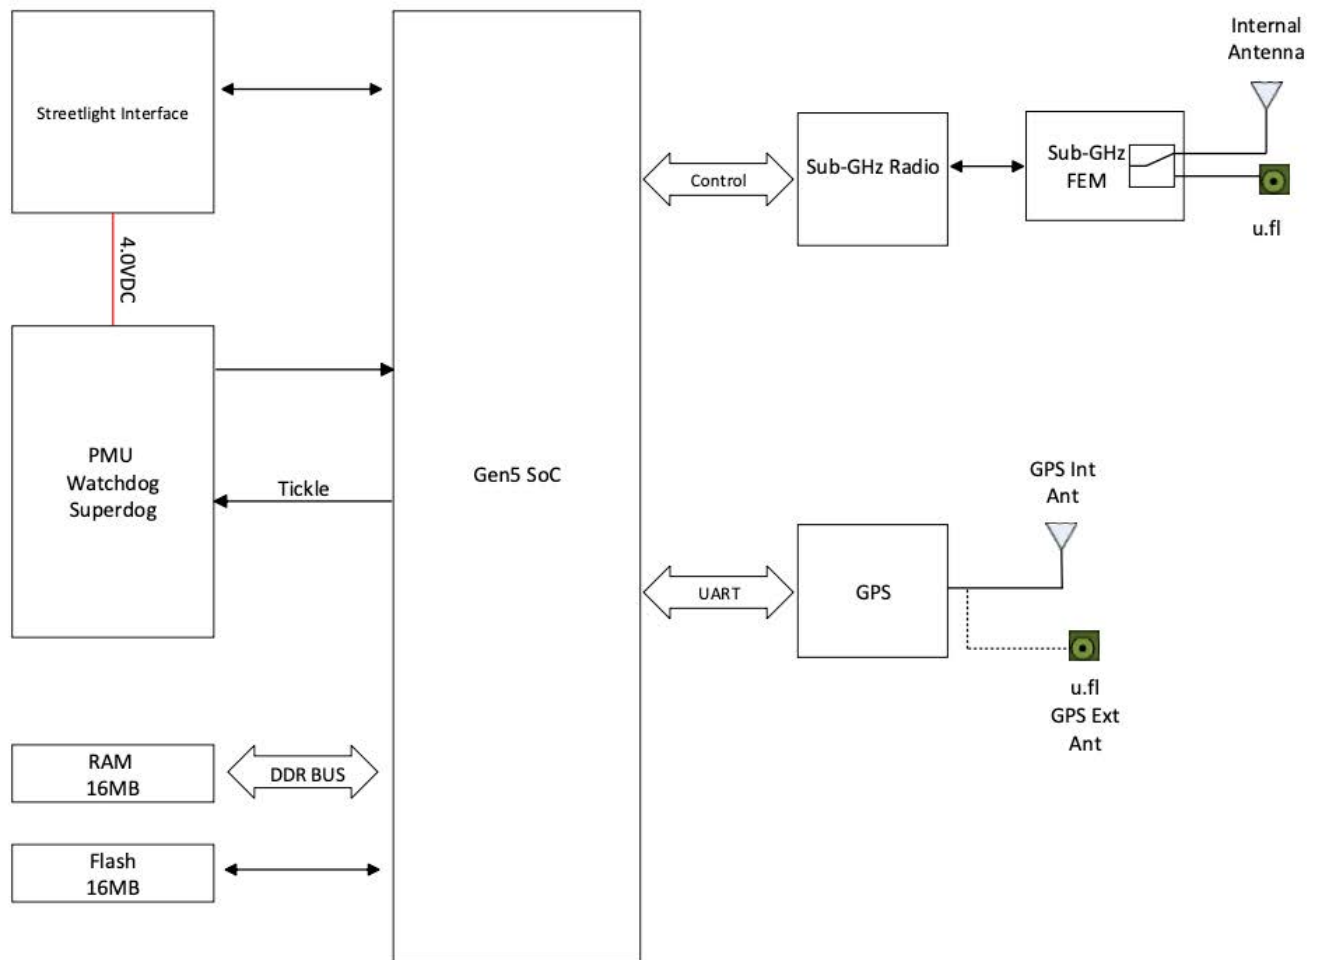 Internal
Antenna
Streetlight Interface
Sub-GHz
FEM
Sub-GHz Radio
Control
u.fl
4.0VDC
PMU
Watchdog
Superdog
Tickle
Gen5 SoC
GPS Int
Ant
UART
GPS
u.fl
GPS Ext
Ant
RAM
16MB
DDR BUS
Flash
16MB